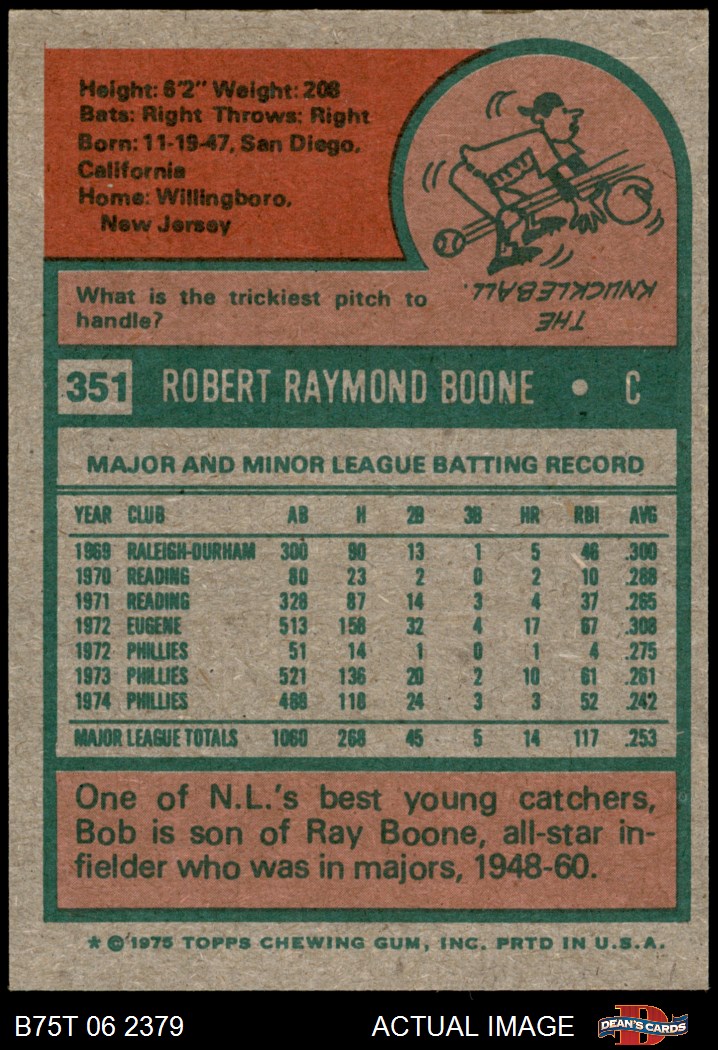 Height: 6'2" Weight: 208
Bats: Right Throws: Right
Born: 11-19-47, San Diego,
California
Home: Willingboro,
New Jersey
What is the trickiest pitch to
handle?
THE
KNUCKLEBALL.
351 ROBERT RAYMOND BOONE • C
MAJOR AND MINOR LEAGUE BATTING RECORD
YEAR CLUB AB H 2B 3B HR RBI AVG
1969 RALEIGH-DURHAM 300 90 13 1 5 46 .300
1970 READING 80 23 2 0 2 10 .288
1971 READING 328 87 14 3 4 37 .265
1972 EUGENE 513 158 32 4 17 67 .308
1972 PHILLIES 51 14 1 0 1 4 .275
1973 PHILLIES 521 136 20 2 10 61 .261
1974 PHILLIES 488 118 24 3 3 52 .242
MAJOR LEAGUE TOTALS 1060 268 45 5 14 117 .253
One of N.L.'s best young catchers,
Bob is son of Ray Boone, all-star in-
fielder who was in majors, 1948-60.
* © 1975 TOPPS CHEWING GUM, INC. PRTD IN U.S.A.
B75T 06 2379 ACTUAL IMAGE D DEAN'S CARDS